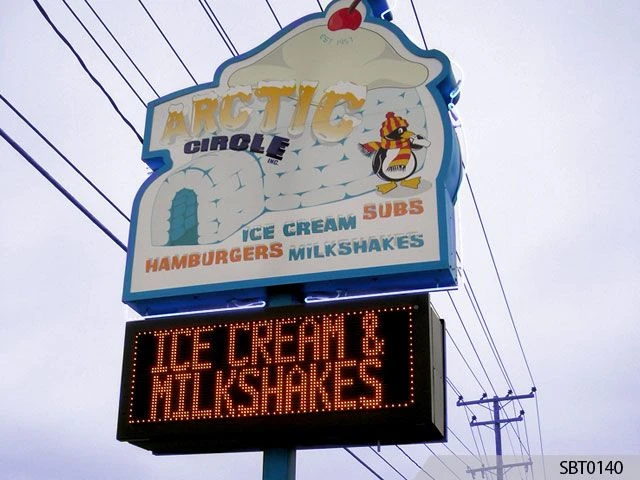 EST 1957
ARCTIC
CIRCLE
INC.
SUBS
ICE CREAM
HAMBURGERS MILKSHAKES
ICE CREAM &
MILKSHAKES
SBT0140